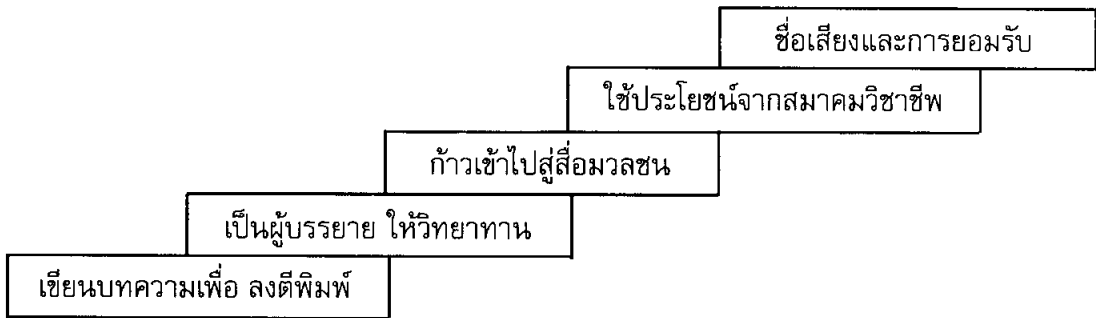 ชื่อเสียงและการยอมรับ
ใช้ประโยชน์จากสมาคมวิชาชีพ
ก้าวเข้าไปสู่สื่อมวลชน
เป็นผู้บรรยาย ให้วิทยาทาน
เขียนบทความเพื่อ ลงตีพิมพ์